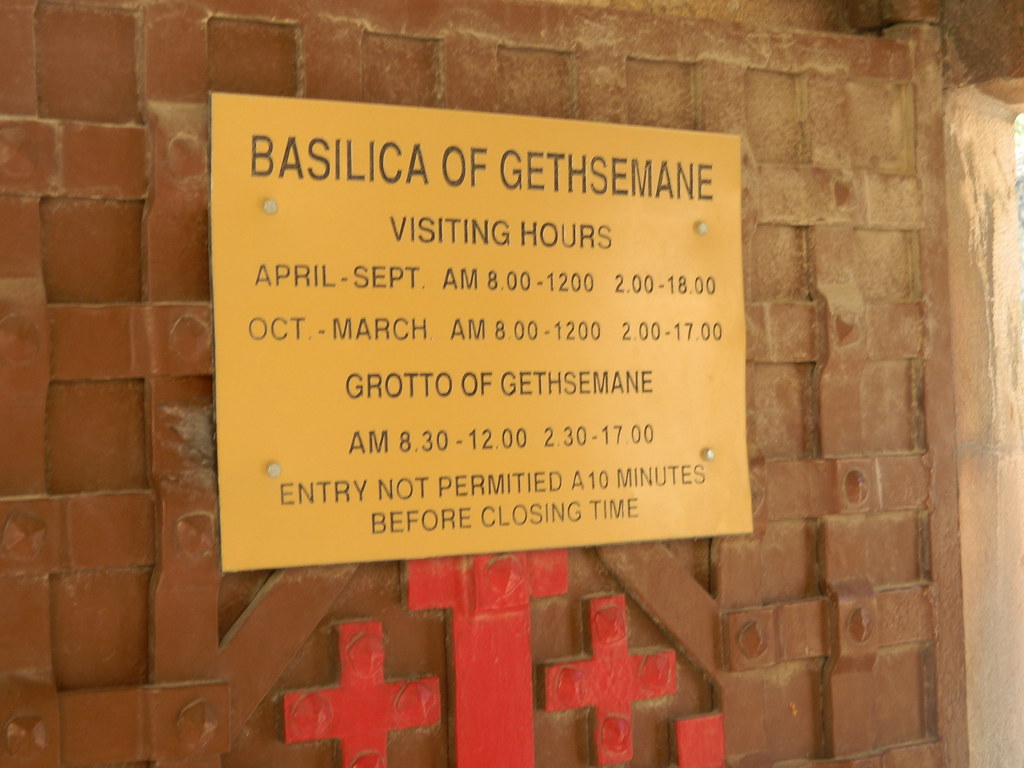 BASILICA OF GETHSEMANE
VISITING HOURS
APRIL-SEPT. AM 8.00-1200 2.00-18.00
OCT.-MARCH. AM 8.00-1200 2.00-17.00
GROTTO OF GETHSEMANE
AM 8.30-12.00 2.30-17.00
ENTRY NOT PERMITIED A10 MINUTES
BEFORE CLOSING TIME